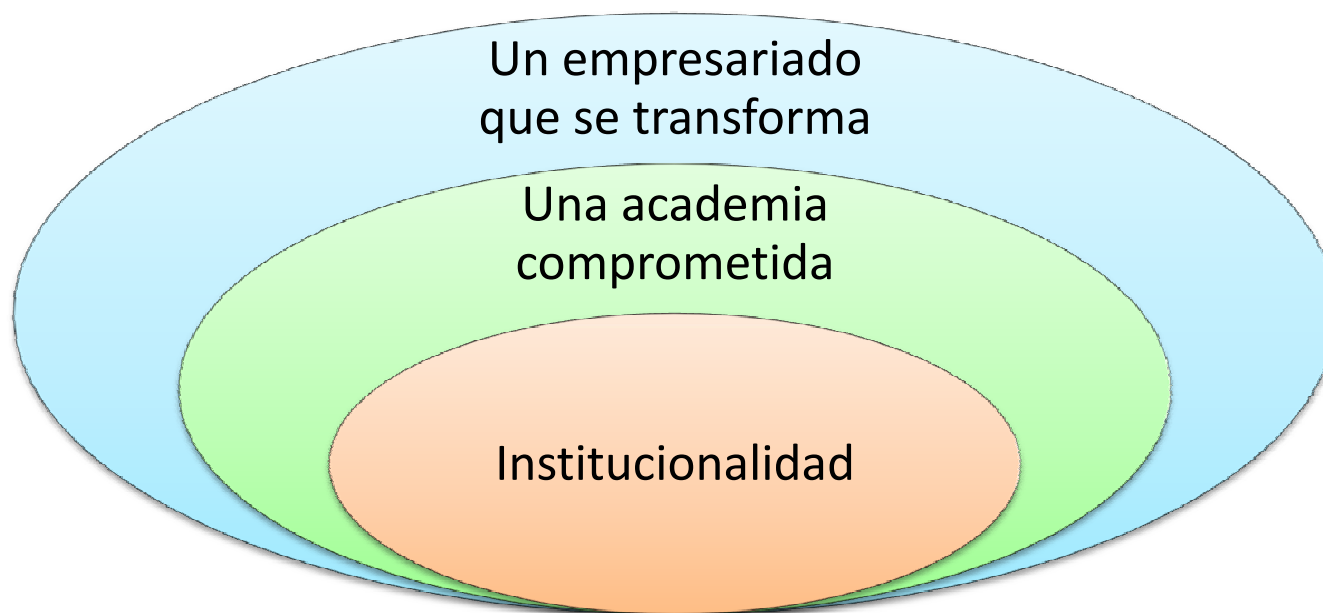 Un empresariado
que se transforma
Una academia
comprometida
Institucionalidad